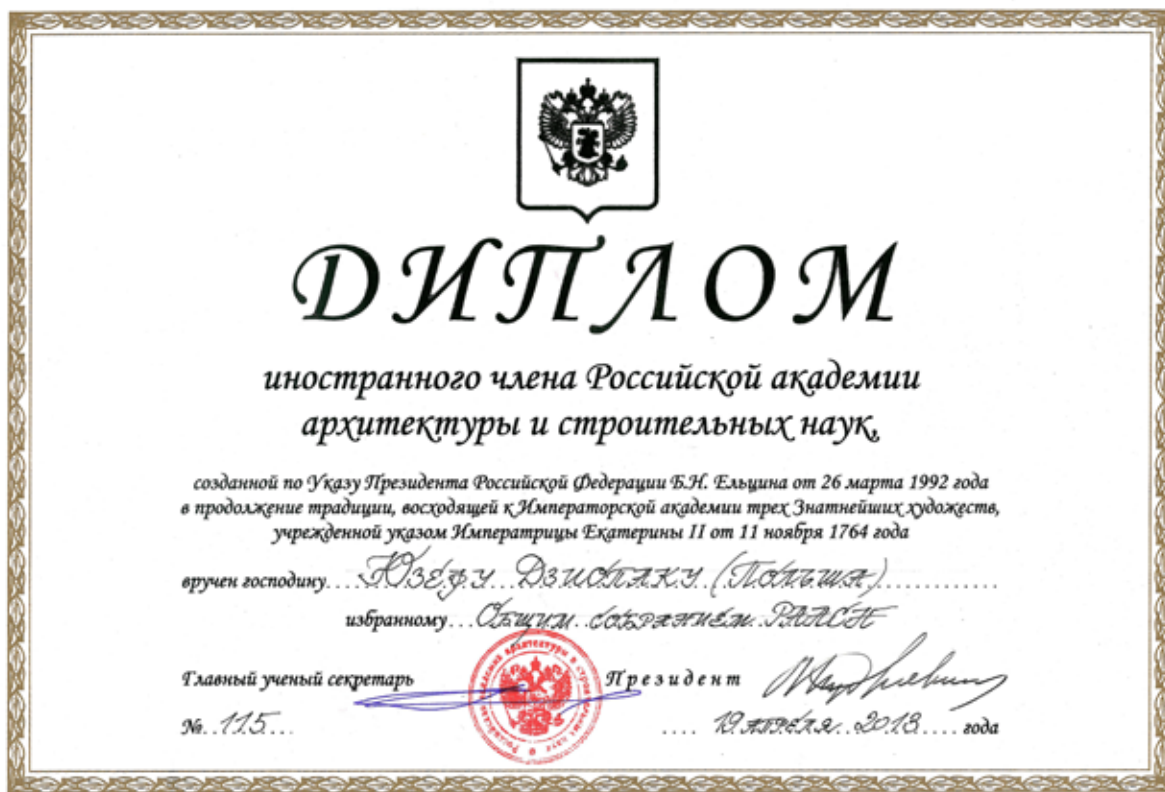 ДИПЛОМ
иностранного члена Российской академии
архитектуры и строительных наук,
созданной по Указу Президента Российской Федерации Б.Н. Ельцина от 26 марта 1992 года
в продолжение традиции, восходящей к Императорской академии трех Знатнейших художеств,
учрежденной указом Императрицы Екатерины II от 11 ноября 1764 года
вручен господину Юзефу Дзиопаку (Польша)
избранному Общим собранием РААСН
Главный ученый секретарь Президент
№ 115 19 апреля 2013 года